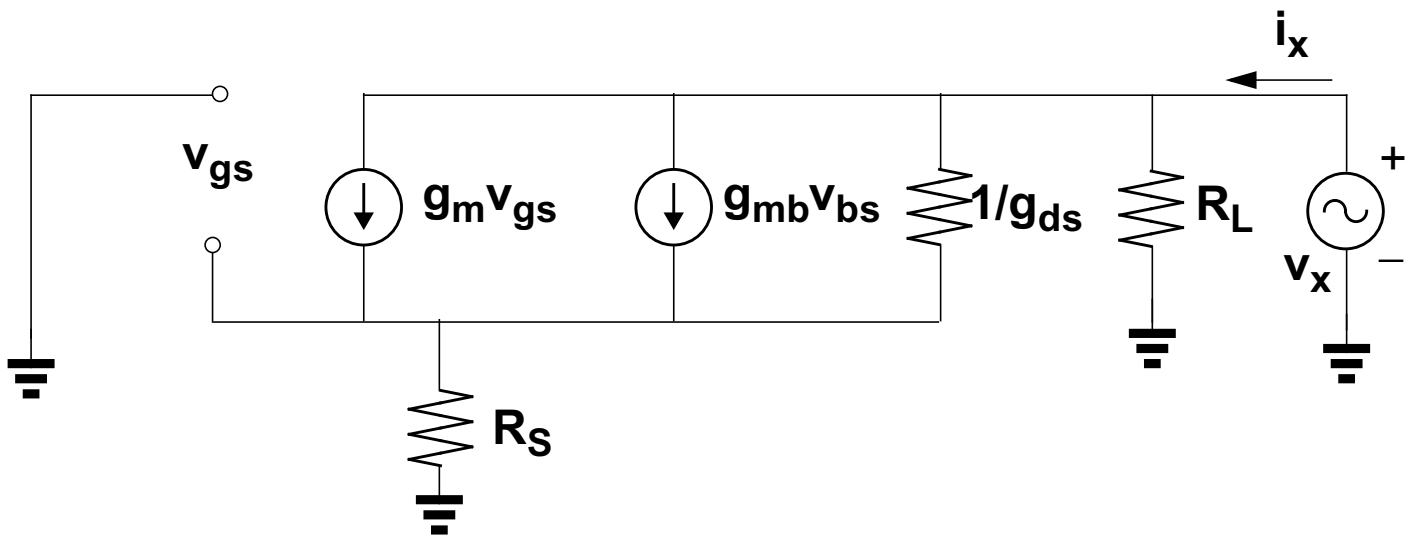 i_x
v_gs
g_m v_gs
g_mb v_bs
1/g_ds
R_L
+
v_x
−
R_S